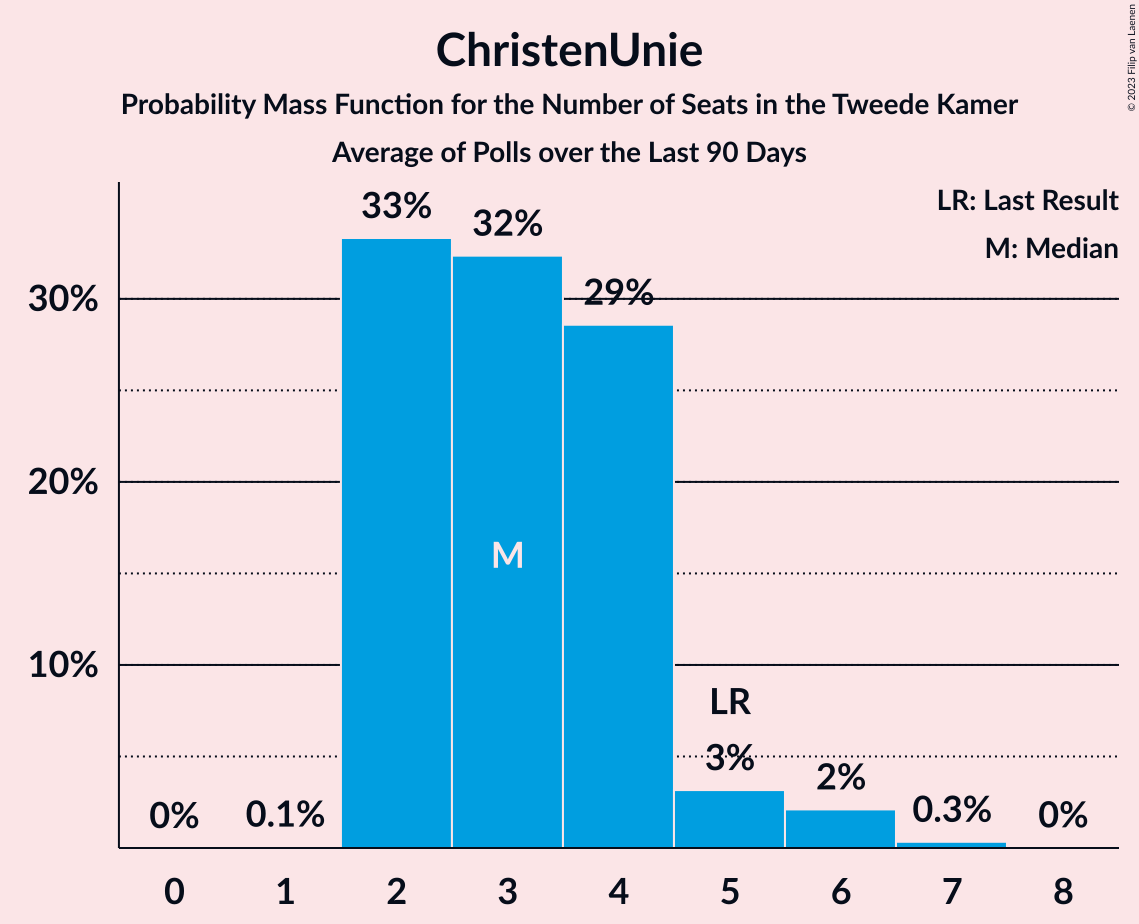 ChristenUnie
Probability Mass Function for the Number of Seats in the Tweede Kamer
Average of Polls over the Last 90 Days
© 2023 Filip van Laenen
LR: Last Result
M: Median
30%
20%
10%
0%
0.1%
33%
32%
M
29%
LR
3%
2%
0.3%
0%
0 1 2 3 4 5 6 7 8